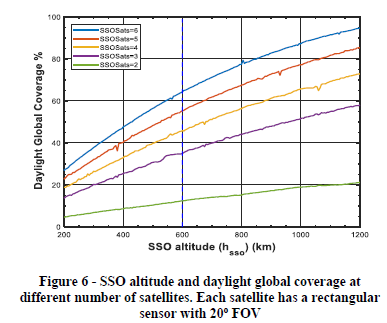 100
80
60
40
20
0
Daylight Global Coverage %
SSOSats=6
SSOSats=5
SSOSats=4
SSOSats=3
SSOSats=2
200 400 600 800 1000 1200
SSO altitude (h_sso) (km)
Figure 6 - SSO altitude and daylight global coverage at
different number of satellites. Each satellite has a rectangular
sensor with 20º FOV